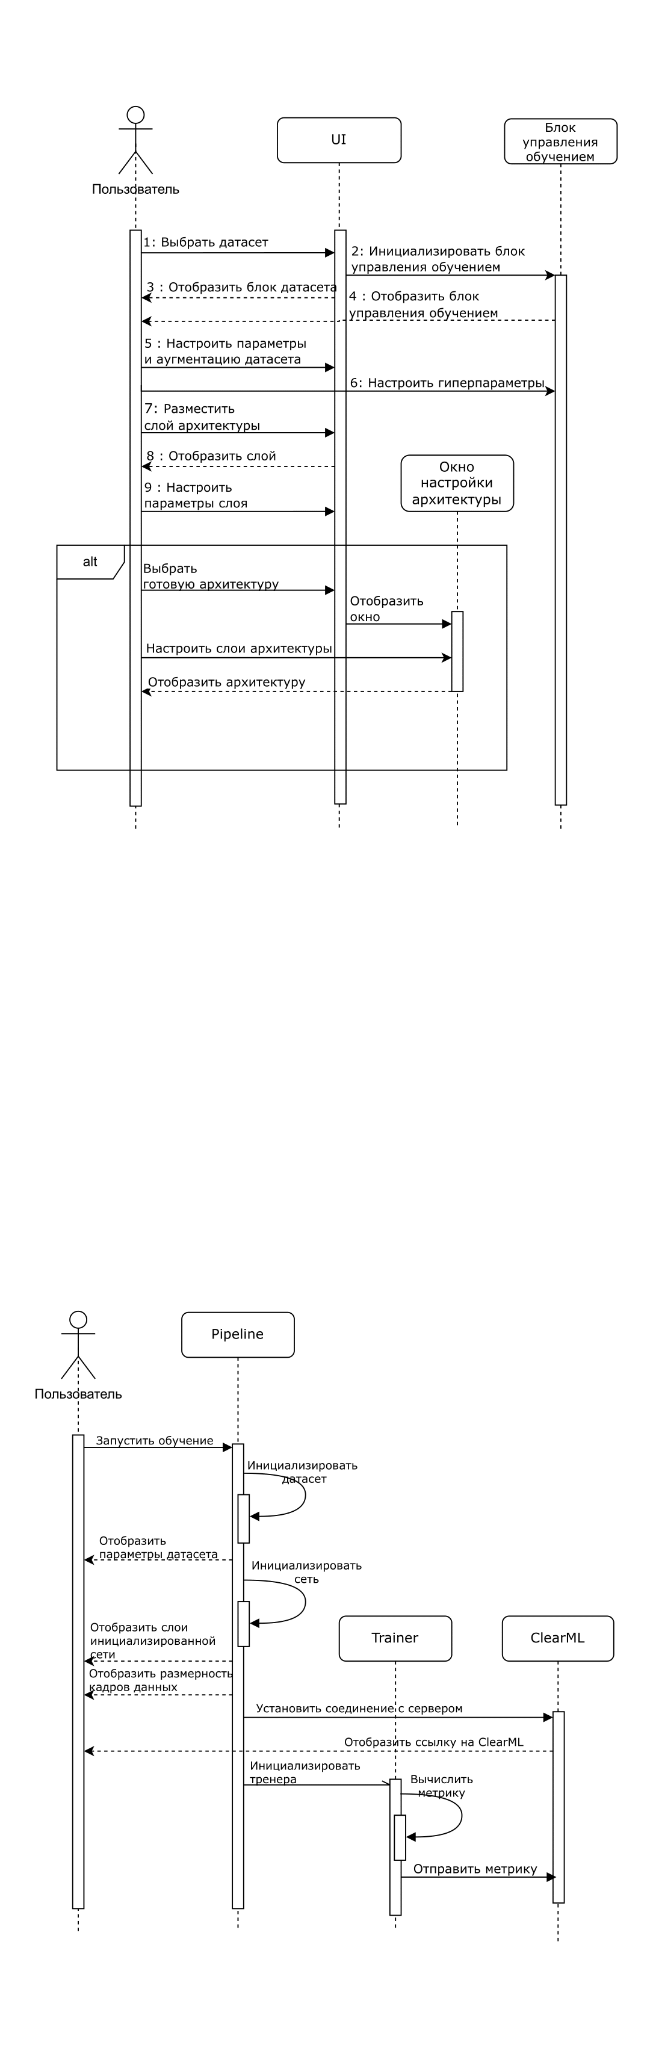 Пользователь
UI
Блок
управления
обучением
1: Выбрать датасет
2: Инициализировать блок
управления обучением
3 : Отобразить блок датасета
4 : Отобразить блок
управления обучением
5 : Настроить параметры
и аугментацию датасета
6: Настроить гиперпараметры
7: Разместить
слой архитектуры
8 : Отобразить слой
Окно
настройки
архитектуры
9 : Настроить
параметры слоя
alt
Выбрать
готовую архитектуру
Отобразить
окно
Настроить слои архитектуры
Отобразить архитектуру
Пользователь
Pipeline
Запустить обучение
Инициализировать
датасет
Отобразить
параметры датасета
Инициализировать
сеть
Отобразить слои
инициализированной
сети
Trainer
ClearML
Отобразить размерность
кадров данных
Установить соединение с сервером
Отобразить ссылку на ClearML
Инициализировать
тренера
Вычислить
метрику
Отправить метрику